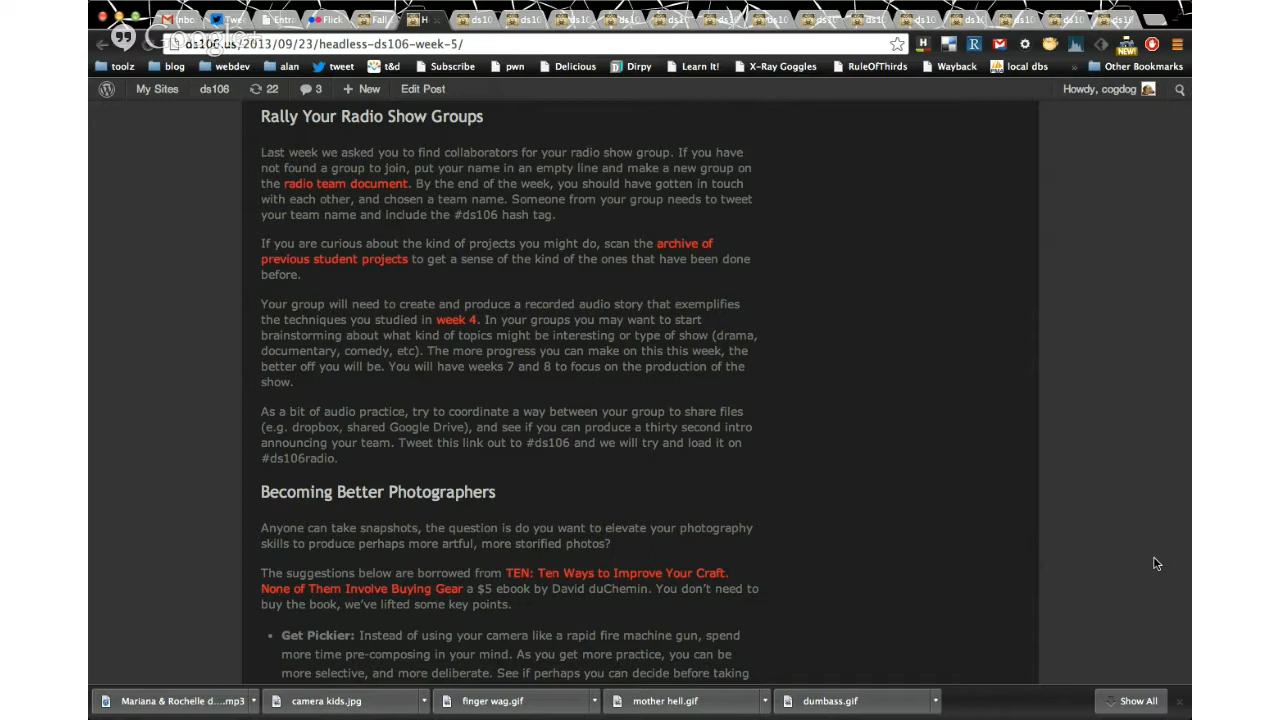 Inbo
Twe
Entra
Flick
Fall
H
ds10
ds10
Google+
ds106.us/2013/09/23/headless-ds106-week-5/
toolz blog webdev alan tweet t&d Subscribe pwn Delicious Dirpy Learn It! X-Ray Goggles RuleOfThirds Wayback local dbs » Other Bookmarks
NEW!
My Sites ds106 22 3 + New Edit Post Howdy, cogdog
Rally Your Radio Show Groups
Last week we asked you to find collaborators for your radio show group. If you have
not found a group to join, put your name in an empty line and make a new group on
the radio team document. By the end of the week, you should have gotten in touch
with each other, and chosen a team name. Someone from your group needs to tweet
your team name and include the #ds106 hash tag.
If you are curious about the kind of projects you might do, scan the archive of
previous student projects to get a sense of the kind of the ones that have been done
before.
Your group will need to create and produce a recorded audio story that exemplifies
the techniques you studied in week 4. In your groups you may want to start
brainstorming about what kind of topics might be interesting or type of show (drama,
documentary, comedy, etc). The more progress you can make on this this week, the
better off you will be. You will have weeks 7 and 8 to focus on the production of the
show.
As a bit of audio practice, try to coordinate a way between your group to share files
(e.g. dropbox, shared Google Drive), and see if you can produce a thirty second intro
announcing your team. Tweet this link out to #ds106 and we will try and load it on
#ds106radio.
Becoming Better Photographers
Anyone can take snapshots, the question is do you want to elevate your photography
skills to produce perhaps more artful, more storified photos?
The suggestions below are borrowed from TEN: Ten Ways to Improve Your Craft.
None of Them Involve Buying Gear a $5 ebook by David duChemin. You don't need to
buy the book, we've lifted some key points.
• Get Pickier: Instead of using your camera like a rapid fire machine gun, spend
more time pre-composing in your mind. As you get more practice, you can be
more selective, and more deliberate. See if perhaps you can decide before taking
Mariana & Rochelle d....mp3 camera kids.jpg finger wag.gif mother hell.gif dumbass.gif Show All